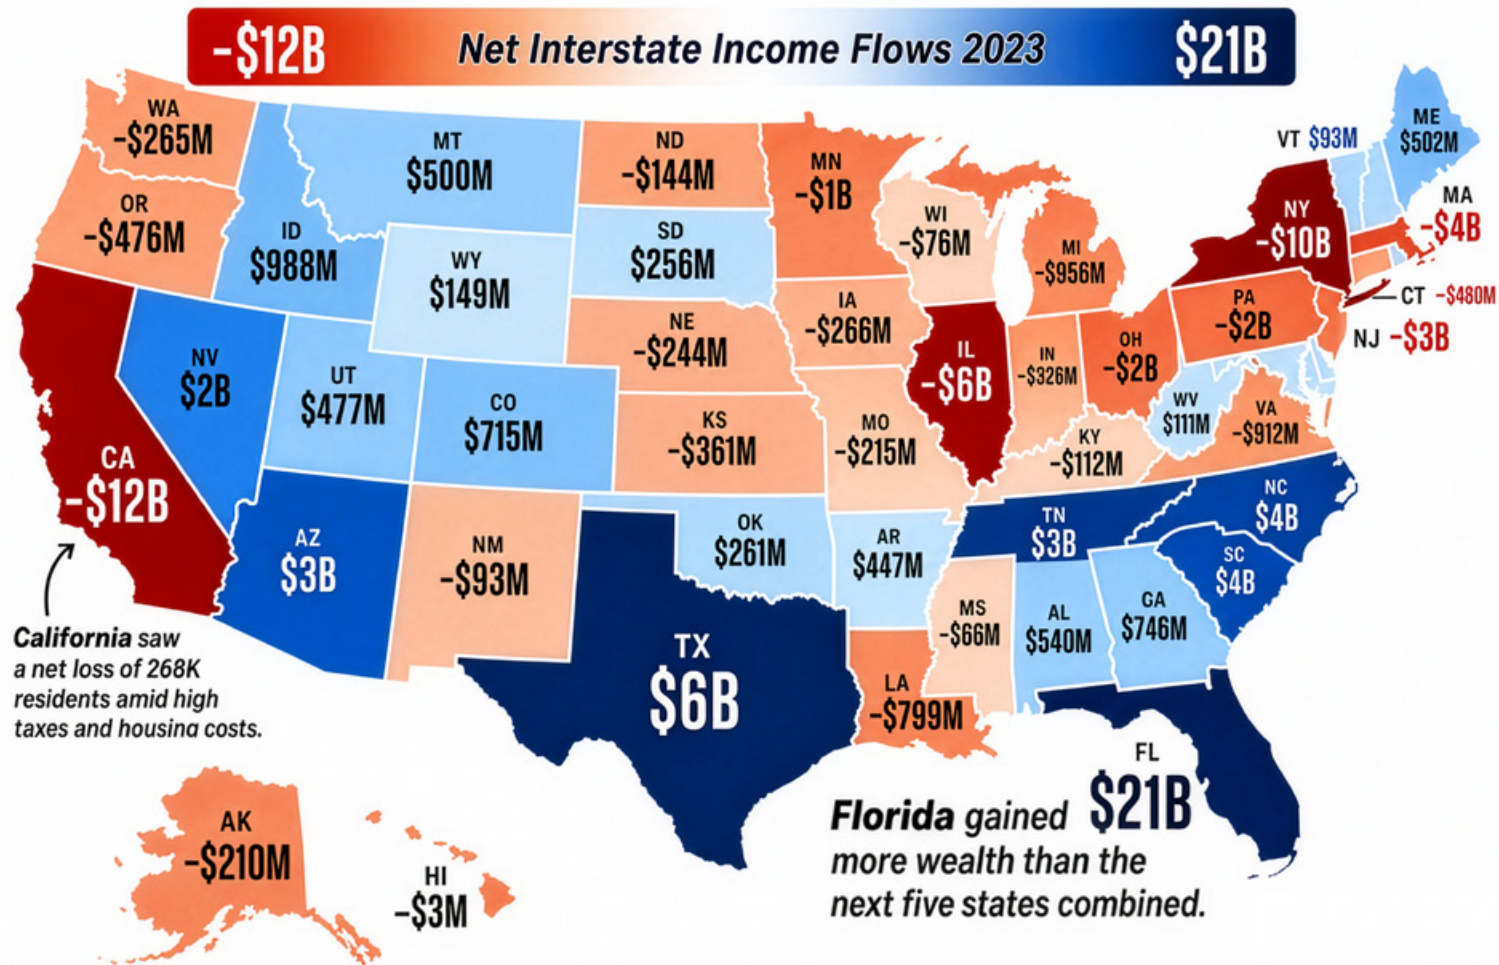 -$12B Net Interstate Income Flows 2023 $21B
WA
-$265M
OR
-$476M
CA
-$12B
ID
$988M
NV
$2B
MT
$500M
WY
$149M
UT
$477M
CO
$715M
AZ
$3B
NM
-$93M
ND
-$144M
SD
$256M
NE
-$244M
KS
-$361M
OK
$261M
TX
$6B
MN
-$1B
IA
-$266M
MO
-$215M
AR
$447M
LA
-$799M
WI
-$76M
IL
-$6B
MI
-$956M
IN
-$326M
OH
-$2B
KY
-$112M
TN
$3B
MS
-$66M
AL
$540M
GA
$746M
FL
$21B
SC
$4B
NC
$4B
VA
-$912M
WV
$111M
PA
-$2B
NY
-$10B
VT $93M
ME
$502M
MA
-$4B
CT -$480M
NJ -$3B
AK
-$210M
HI
-$3M
California saw
a net loss of 268K
residents amid high
taxes and housing costs.
Florida gained
more wealth than the
next five states combined.